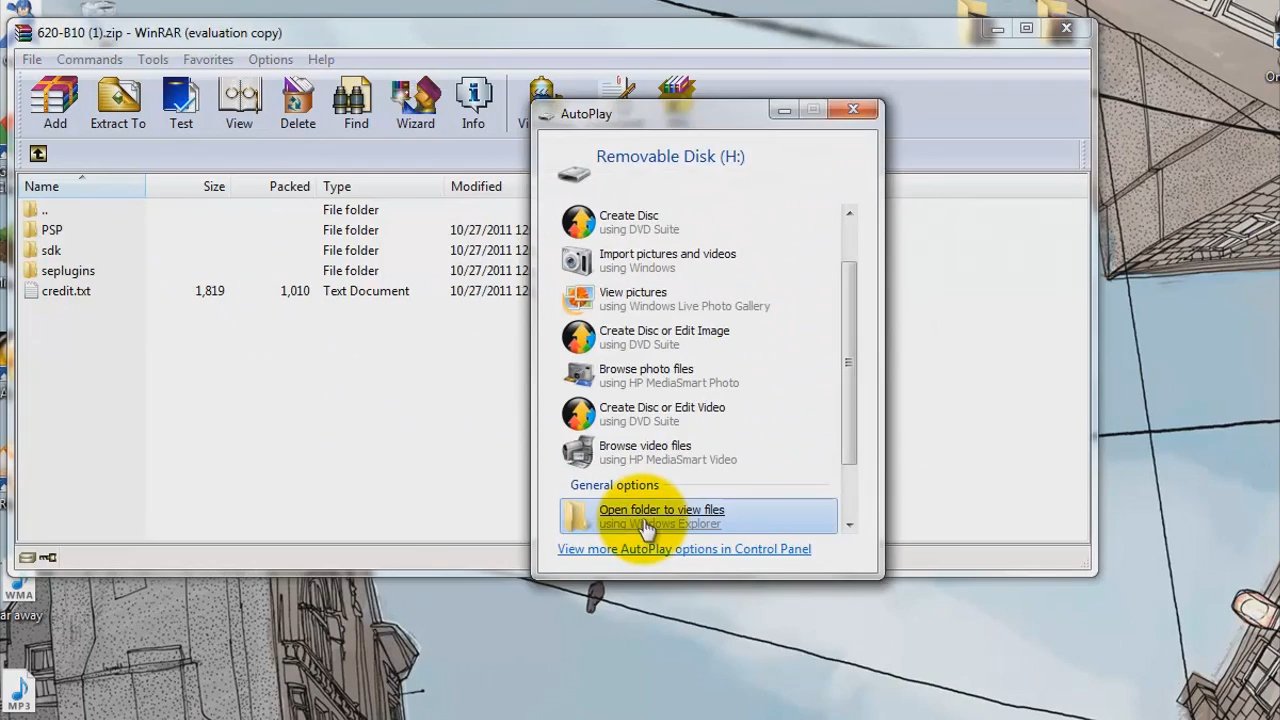 620-B10 (1).zip - WinRAR (evaluation copy)
File Commands Tools Favorites Options Help
Add Extract To Test View Delete Find Wizard Info
Name Size Packed Type Modified
.. File folder
PSP File folder 10/27/2011 12
sdk File folder 10/27/2011 12
seplugins File folder 10/27/2011 12
credit.txt 1,819 1,010 Text Document 10/27/2011 12
AutoPlay
Removable Disk (H:)
Create Disc
using DVD Suite
Import pictures and videos
using Windows
View pictures
using Windows Live Photo Gallery
Create Disc or Edit Image
using DVD Suite
Browse photo files
using HP MediaSmart Photo
Create Disc or Edit Video
using DVD Suite
Browse video files
using HP MediaSmart Video
General options
Open folder to view files
using Windows Explorer
View more AutoPlay options in Control Panel
WMA
ar away
MP3